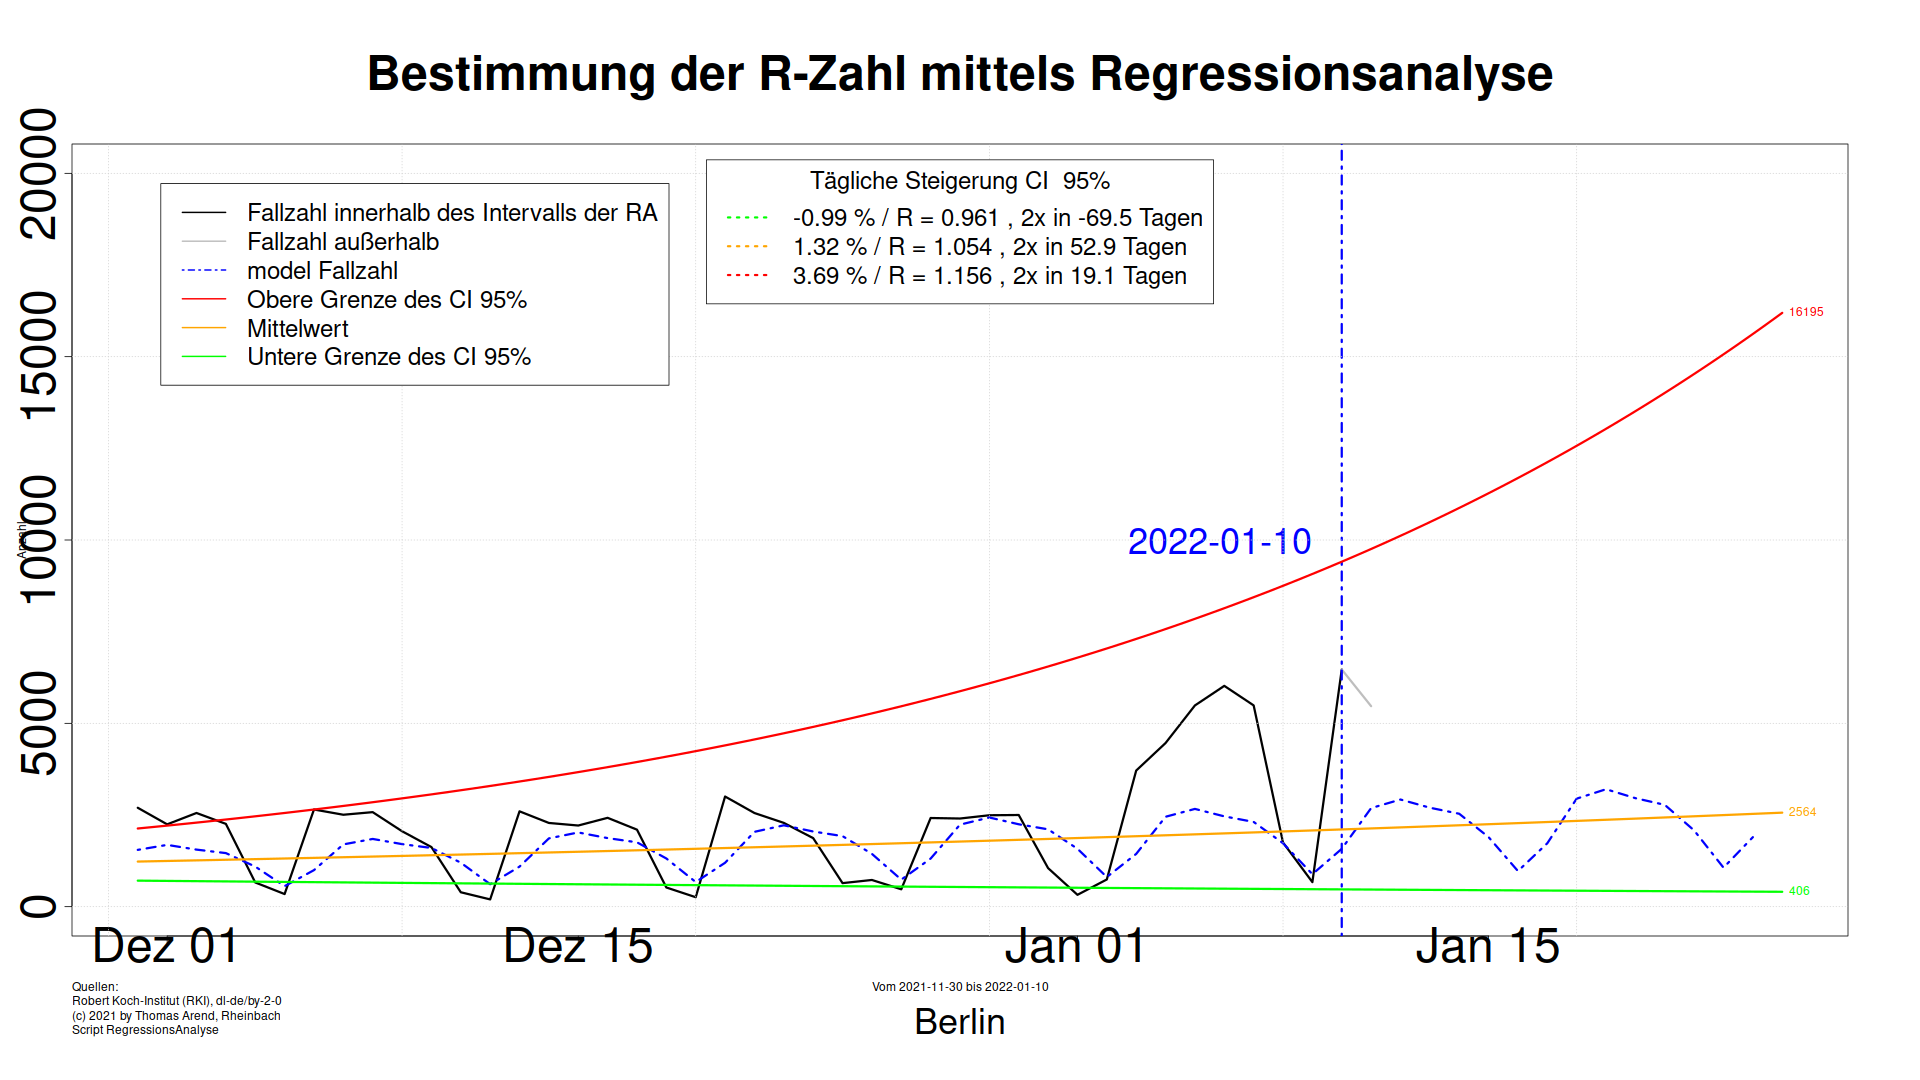 Bestimmung der R-Zahl mittels Regressionsanalyse
Tägliche Steigerung CI  95%
-0.99 % / R = 0.961 , 2x in -69.5 Tagen
1.32 % / R = 1.054 , 2x in 52.9 Tagen
3.69 % / R = 1.156 , 2x in 19.1 Tagen
Fallzahl innerhalb des Intervalls der RA
Fallzahl außerhalb
model Fallzahl
Obere Grenze des CI 95%
Mittelwert
Untere Grenze des CI 95%
20000
15000
10000
5000
0
Anzahl
2022-01-10
16195
2564
406
Dez 01
Dez 15
Jan 01
Jan 15
Quellen:
Robert Koch-Institut (RKI), dl-de/by-2-0
(c) 2021 by Thomas Arend, Rheinbach
Script RegressionsAnalyse
Vom 2021-11-30 bis 2022-01-10
Berlin